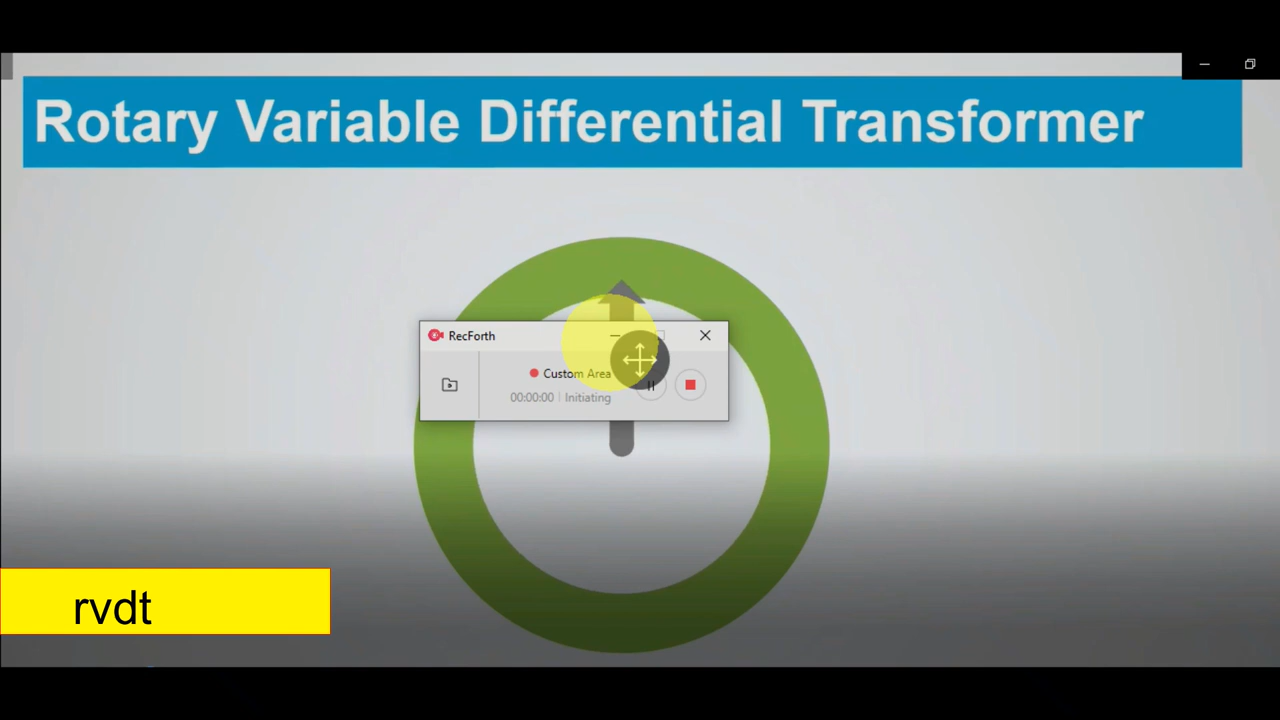 Rotary Variable Differential Transformer
RecForth
Custom Area
00:00:00 | Initiating
rvdt